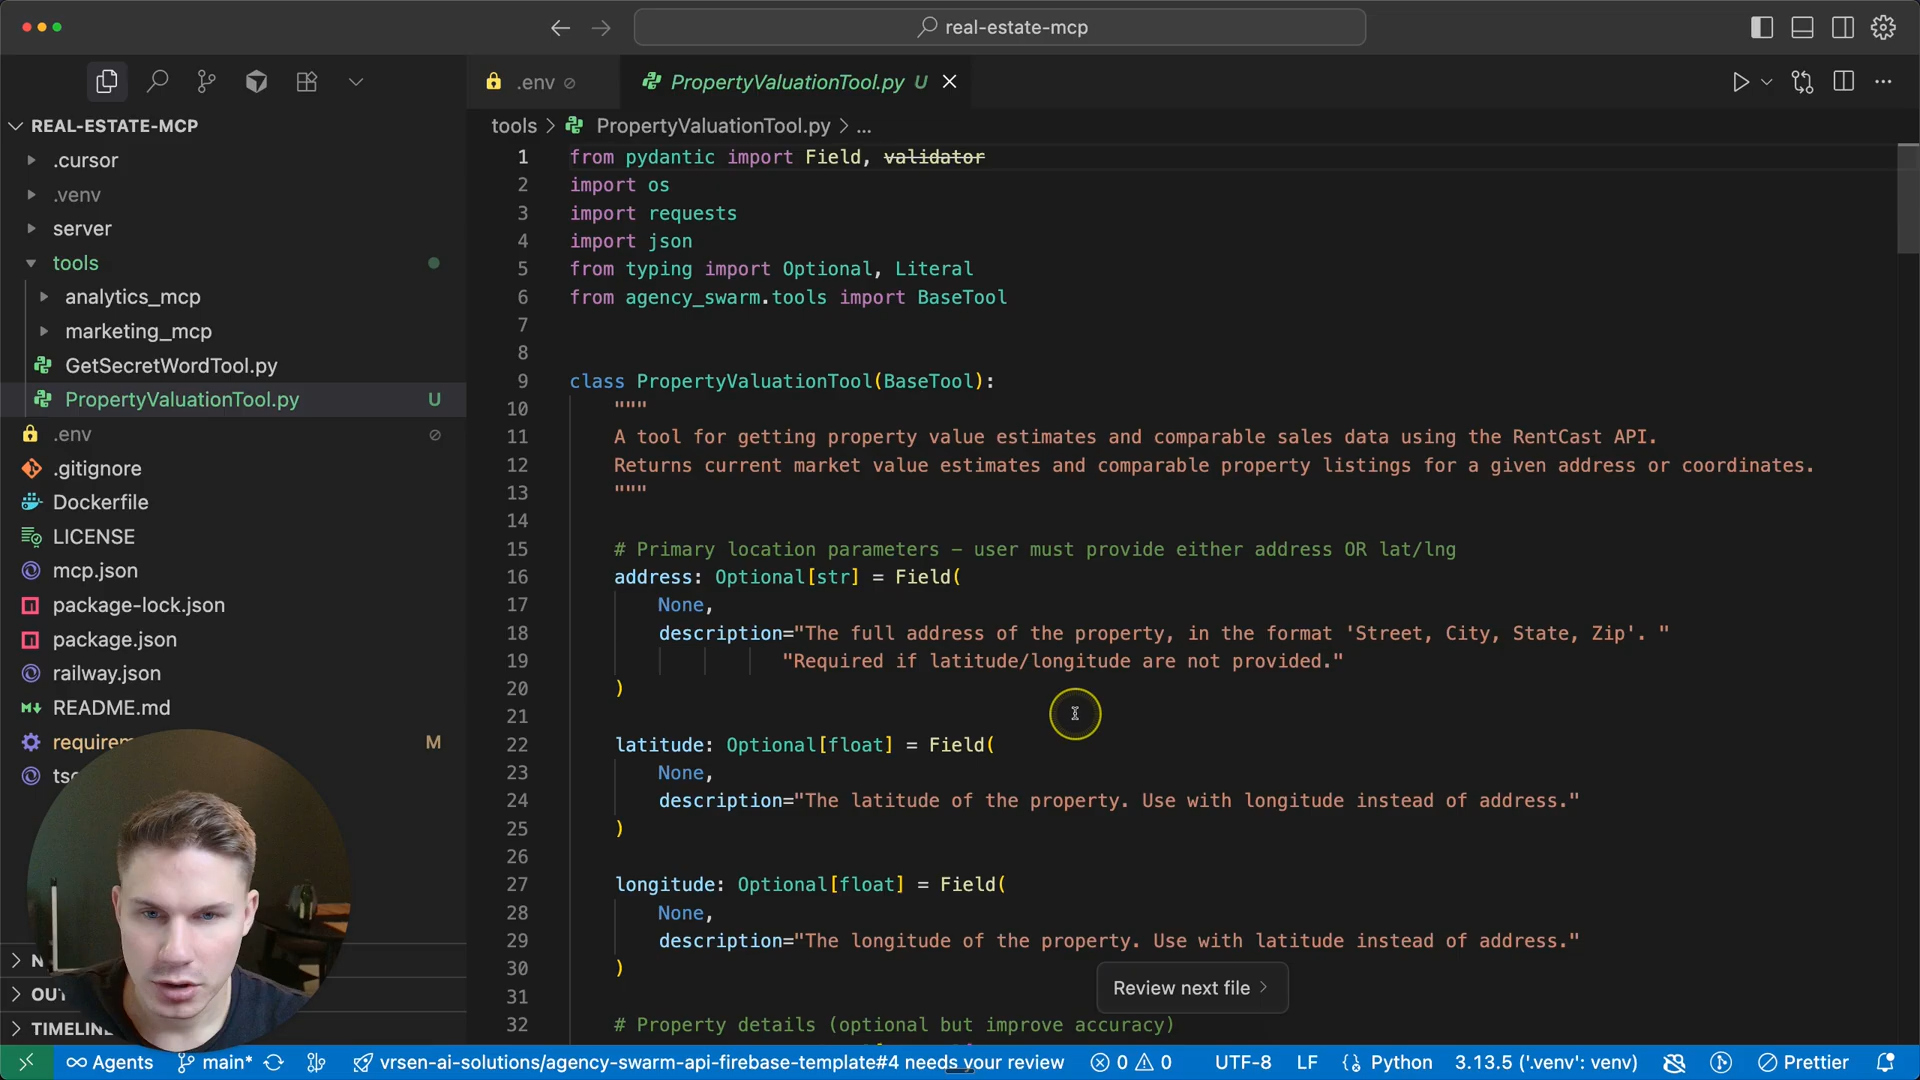 real-estate-mcp
.env
PropertyValuationTool.py U
REAL-ESTATE-MCP
tools > PropertyValuationTool.py > ...
.cursor
.venv
server
tools
analytics_mcp
marketing_mcp
GetSecretWordTool.py
PropertyValuationTool.py U
.env
.gitignore
Dockerfile
LICENSE
mcp.json
package-lock.json
package.json
railway.json
README.md
M
TIMELINE
1 from pydantic import Field, validator
2 import os
3 import requests
4 import json
5 from typing import Optional, Literal
6 from agency_swarm.tools import BaseTool
7
8
9 class PropertyValuationTool(BaseTool):
10 """
11 A tool for getting property value estimates and comparable sales data using the RentCast API.
12 Returns current market value estimates and comparable property listings for a given address or coordinates.
13 """
14
15 # Primary location parameters – user must provide either address OR lat/lng
16 address: Optional[str] = Field(
17 None,
18 description="The full address of the property, in the format 'Street, City, State, Zip'. "
19 "Required if latitude/longitude are not provided."
20 )
21
22 latitude: Optional[float] = Field(
23 None,
24 description="The latitude of the property. Use with longitude instead of address."
25 )
26
27 longitude: Optional[float] = Field(
28 None,
29 description="The longitude of the property. Use with latitude instead of address."
30 )
31
32 # Property details (optional but improve accuracy)
Review next file >
Agents main* vrsen-ai-solutions/agency-swarm-api-firebase-template#4 needs your review 0 0 UTF-8 LF Python 3.13.5 ('.venv': venv) Prettier